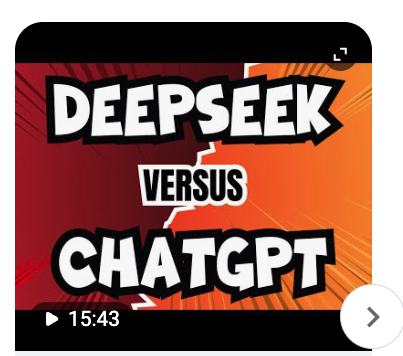 DEEPSEEK
VERSUS
CHATGPT
15:43